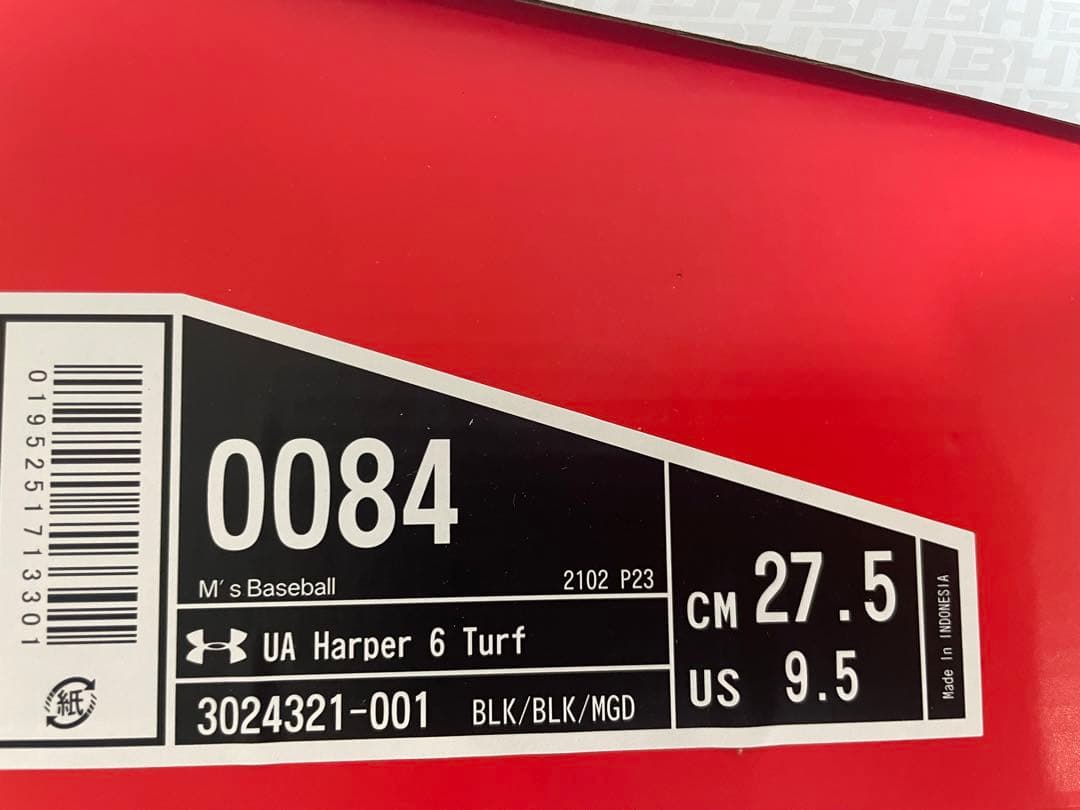 0195251713301
紙
0084
M's Baseball 2102 P23
UA Harper 6 Turf
3024321-001 BLK/BLK/MGD
CM 27.5
US 9.5
Made In INDONESIA